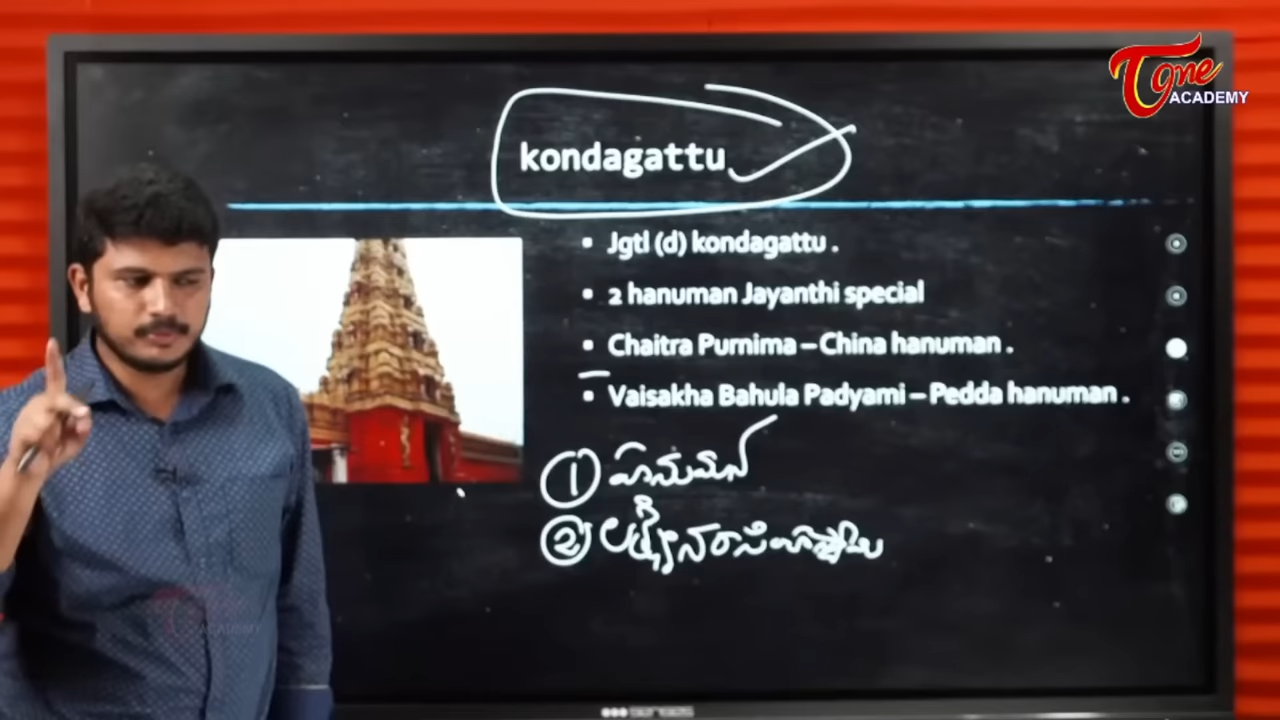 Tone
ACADEMY
kondagattu
• Jgtl (d) kondagattu .
• 2 hanuman Jayanthi special
• Chaitra Purnima – China hanuman .
• Vaisakha Bahula Padyami – Pedda hanuman .
① హనుమాన్
② లక్ష్మీనరసింహస్వామి